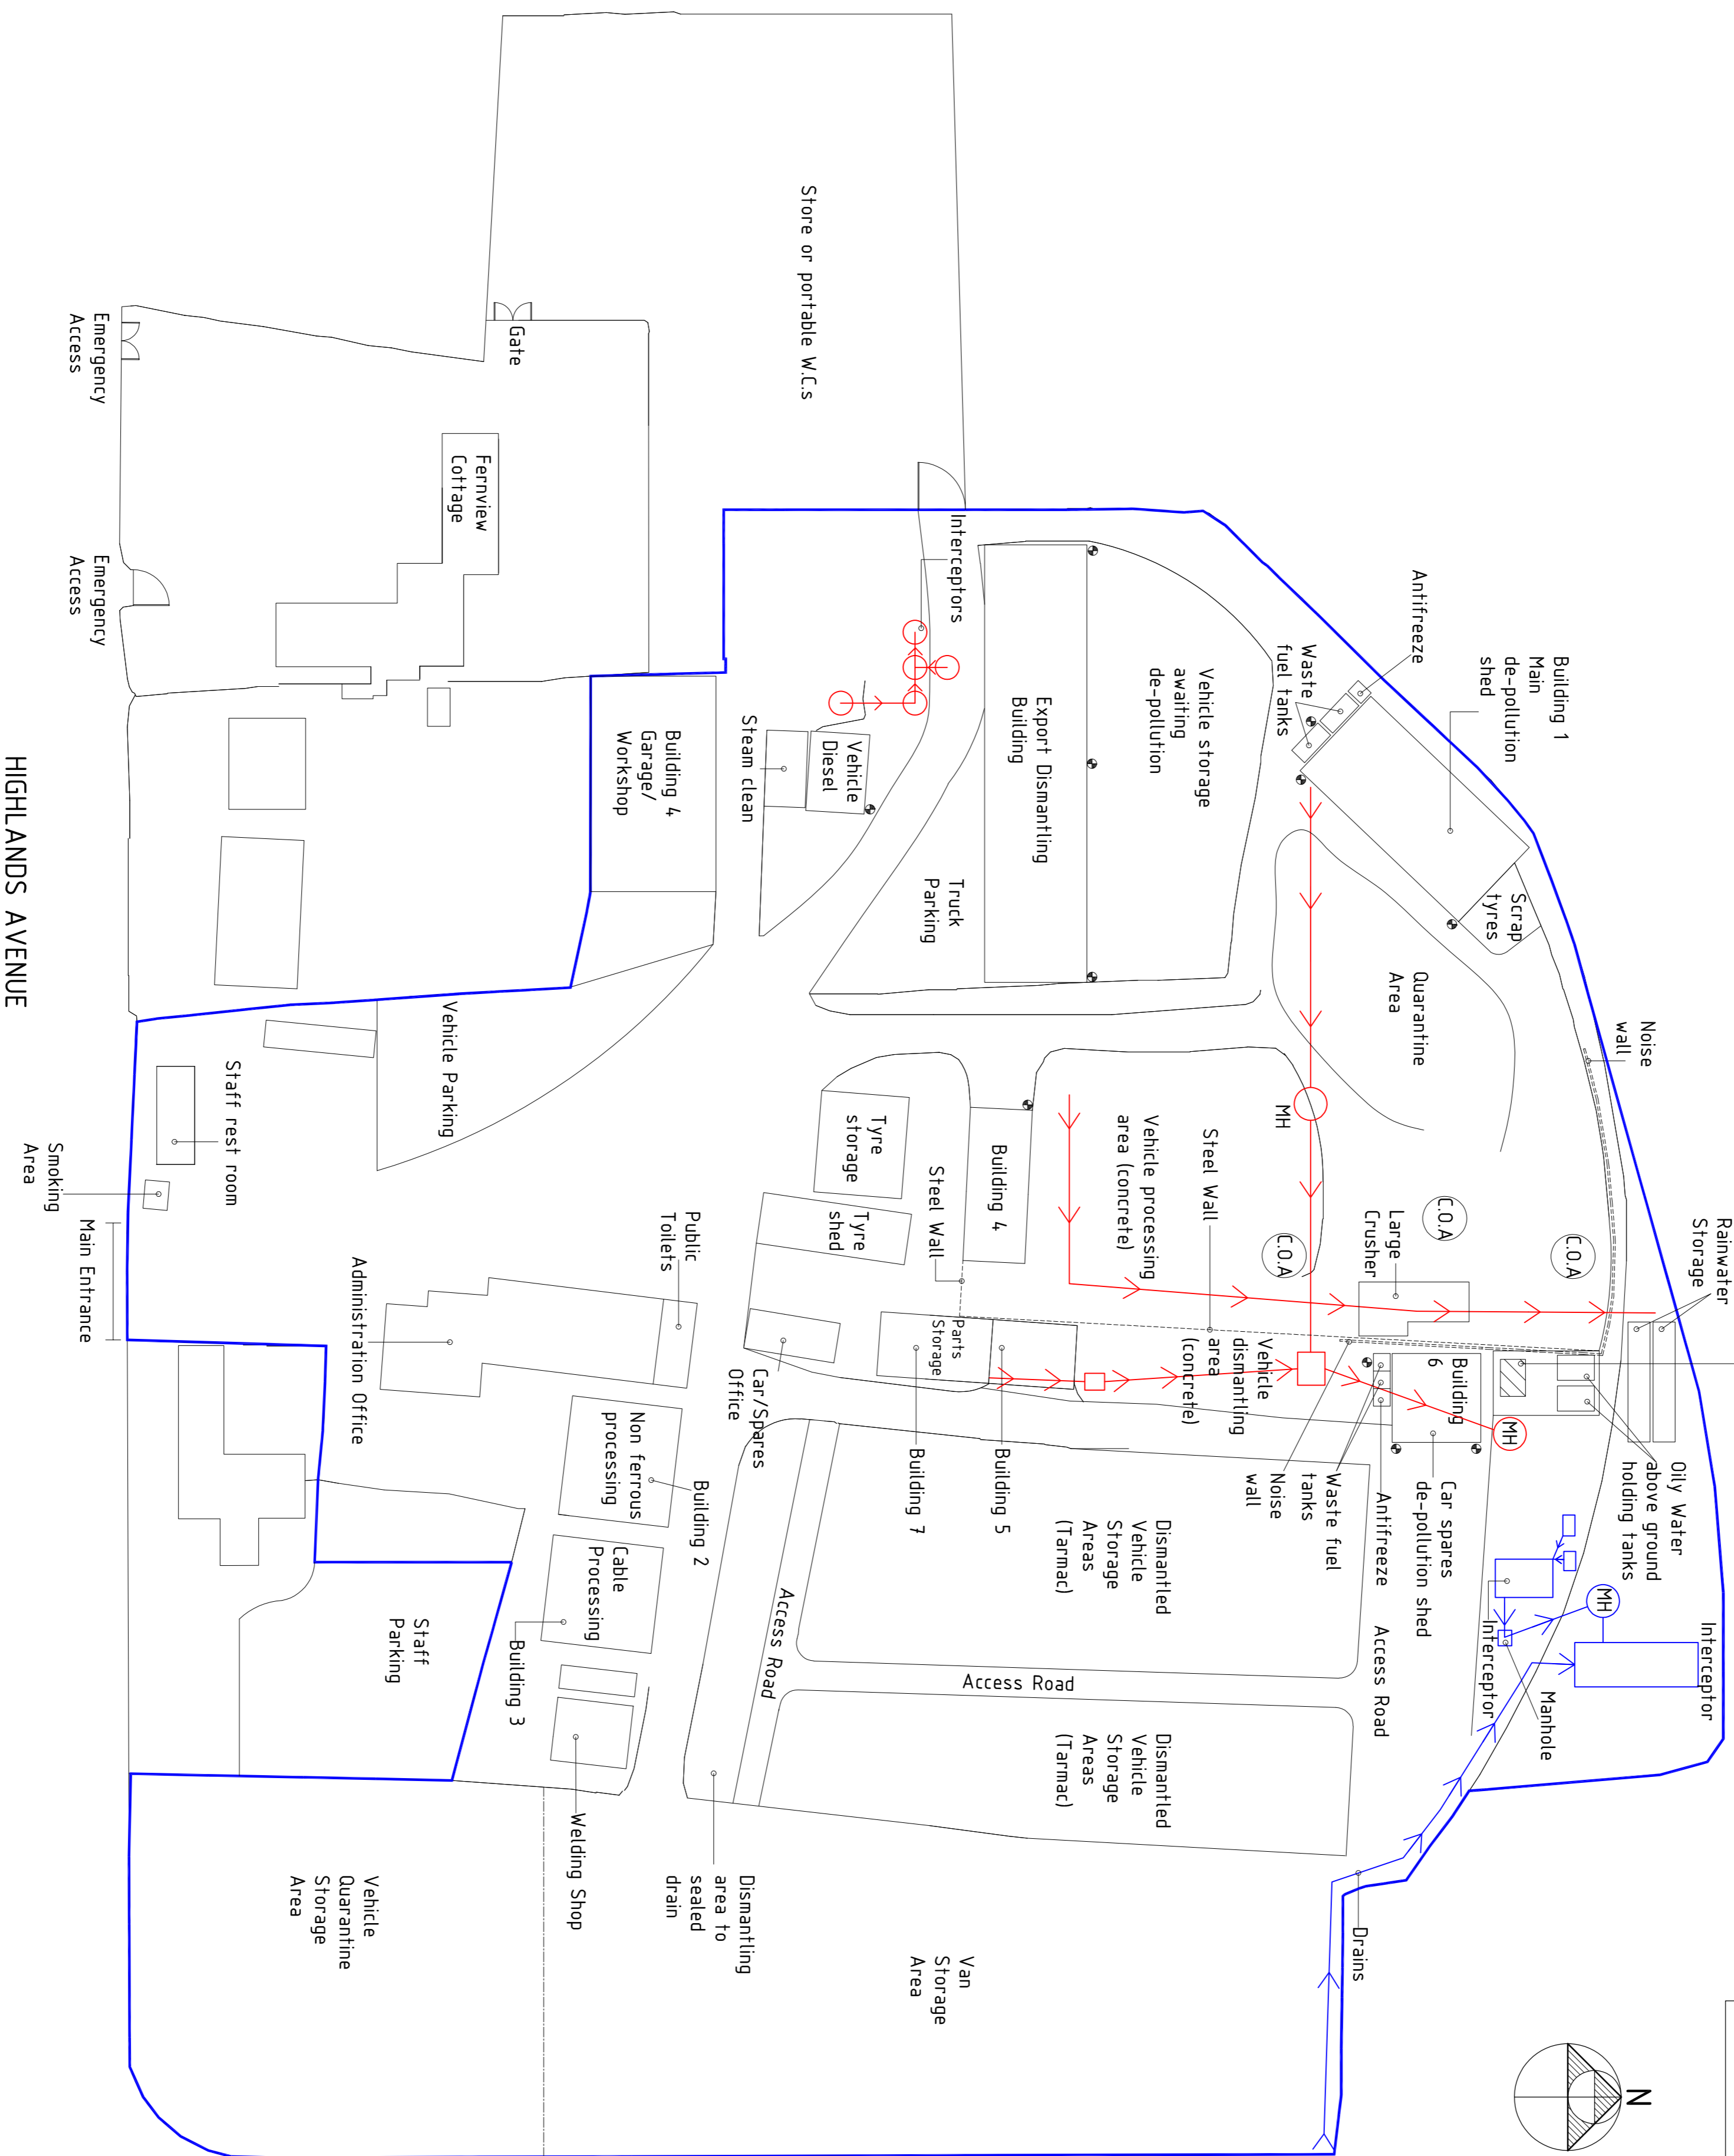 Store or portable W.C.s
Gate
Emergency
Access
Fernview
Cottage
Emergency
Access
HIGHLANDS AVENUE
Interceptors
Antifreeze
Waste
fuel tanks
Building 1
Main
de-pollution
shed
Vehicle storage
awaiting
de-pollution
Export Dismantling
Building
Steam clean
Vehicle
Diesel
Building 4
Garage/
Workshop
Truck
Parking
Scrap
tyres
Quarantine
Area
Noise
wall
Vehicle Parking
Staff rest room
Smoking
Area
Main Entrance
MH
Vehicle processing
area (concrete)
Steel Wall
Building 4
Tyre
storage
Steel Wall
Tyre
shed
Public
Toilets
Administration Office
C.O.A
C.O.A
C.O.A
Large
Crusher
Rainwater
Storage
Parts
Storage
Vehicle
dismantling
area
(concrete)
Car/Spares
Office
Building
6
MH
Non ferrous
processing
Building 2
Building 7
Building 5
Noise
wall
Waste fuel
tanks
Antifreeze
Car spares
de-pollution shed
Oily Water
above ground
holding tanks
Cable
Processing
Building 3
Access Road
Dismantled
Vehicle
Storage
Areas
(Tarmac)
Access Road
Access Road
MH
Interceptor
Interceptor
Manhole
Staff
Parking
Dismantled
Vehicle
Storage
Areas
(Tarmac)
Welding Shop
Dismantling
area to
sealed
drain
Drains
Vehicle
Quarantine
Storage
Area
Van
Storage
Area
N